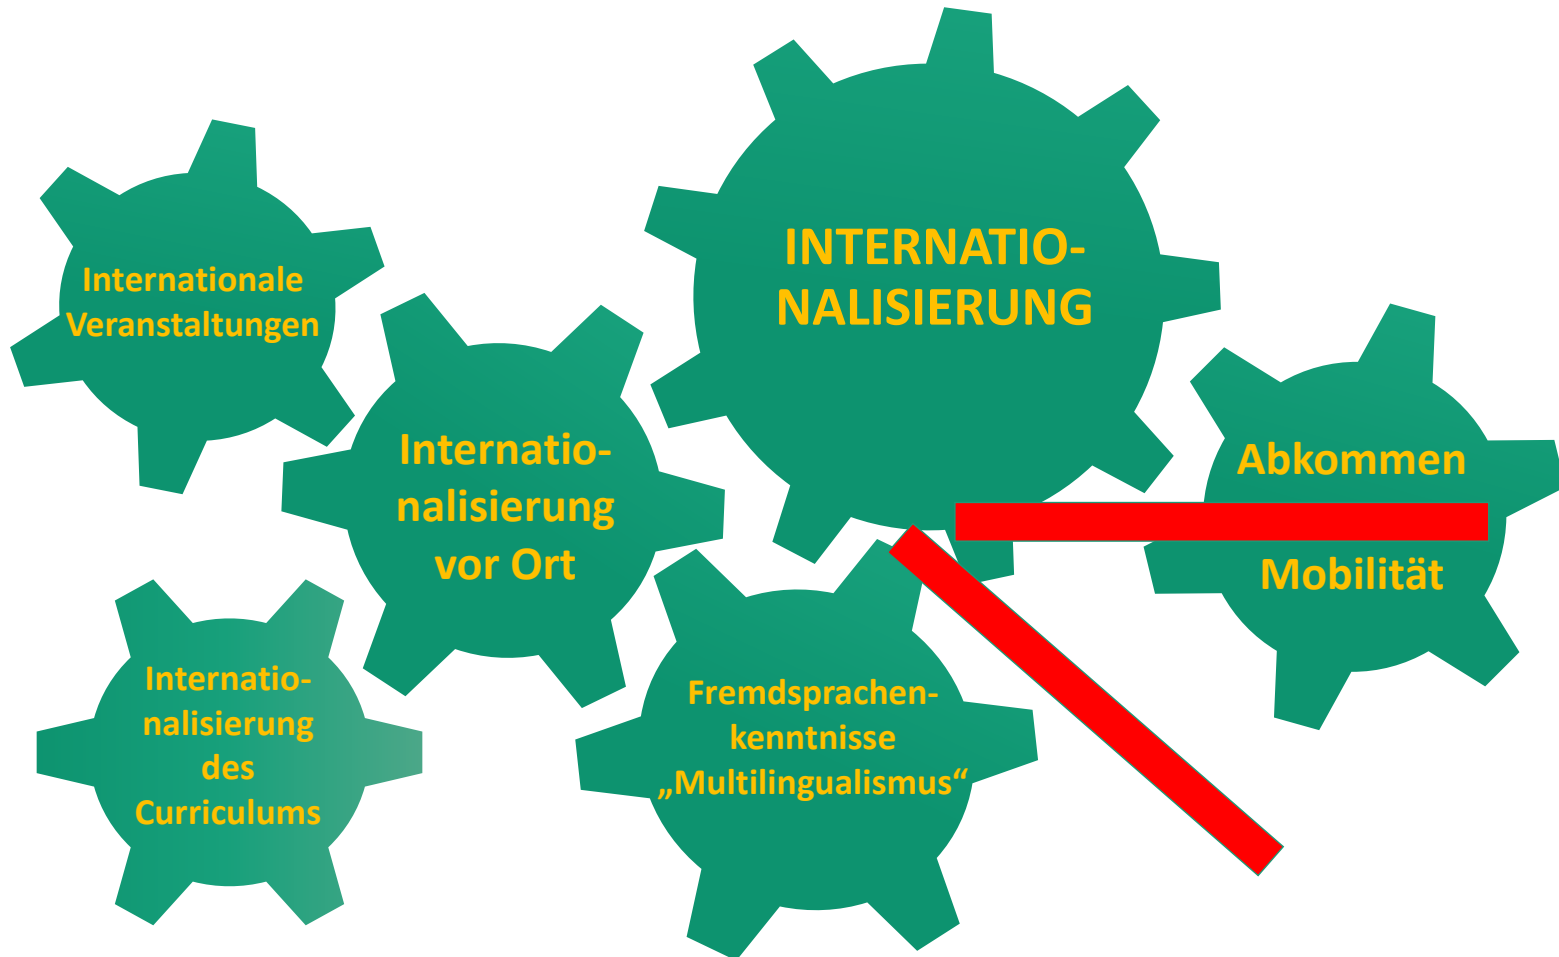 INTERNATIO-
NALISIERUNG
Internationale
Veranstaltungen
Internatio-
nalisierung
vor Ort
Abkommen
Mobilität
Internatio-
nalisierung
des
Curriculums
Fremdsprachen-
kenntnisse
„Multilingualismus“